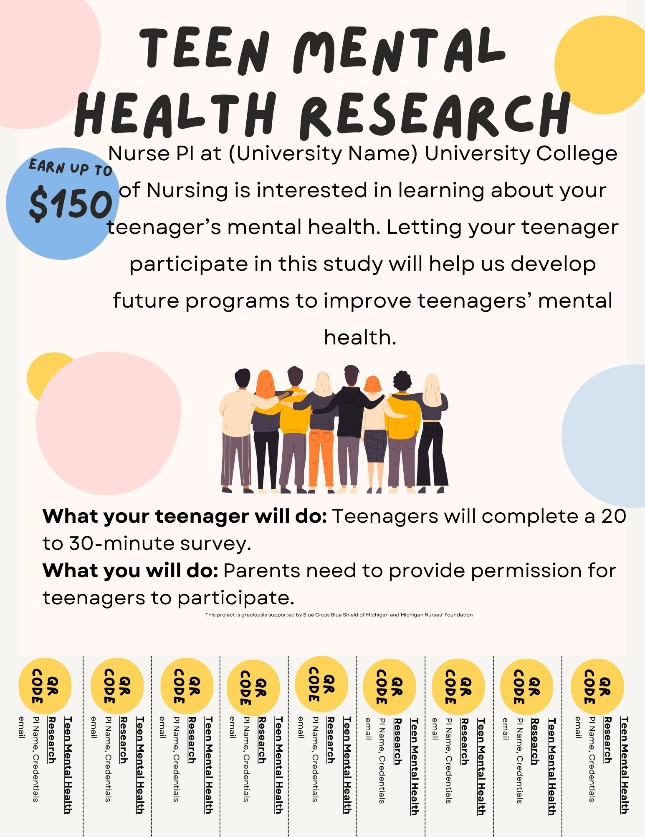 TEEN MENTAL
HEALTH RESEARCH
EARN UP TO
$150
Nurse PI at (University Name) University College
of Nursing is interested in learning about your
teenager’s mental health. Letting your teenager
participate in this study will help us develop
future programs to improve teenagers’ mental
health.
What your teenager will do: Teenagers will complete a 20
to 30-minute survey.
What you will do: Parents need to provide permission for
teenagers to participate.
This project is graciously supported by Blue Cross Blue Shield of Michigan and Michigan Nurses' Foundation
QR
CODE
Teen Mental Health
Research
PI Name, Credentials
email
QR
CODE
Teen Mental Health
Research
PI Name, Credentials
email
QR
CODE
Teen Mental Health
Research
PI Name, Credentials
email
QR
CODE
Teen Mental Health
Research
PI Name, Credentials
email
QR
CODE
Teen Mental Health
Research
PI Name, Credentials
email
QR
CODE
Teen Mental Health
Research
PI Name, Credentials
email
QR
CODE
Teen Mental Health
Research
PI Name, Credentials
email
QR
CODE
Teen Mental Health
Research
PI Name, Credentials
email
QR
CODE
Teen Mental Health
Research
PI Name, Credentials
email